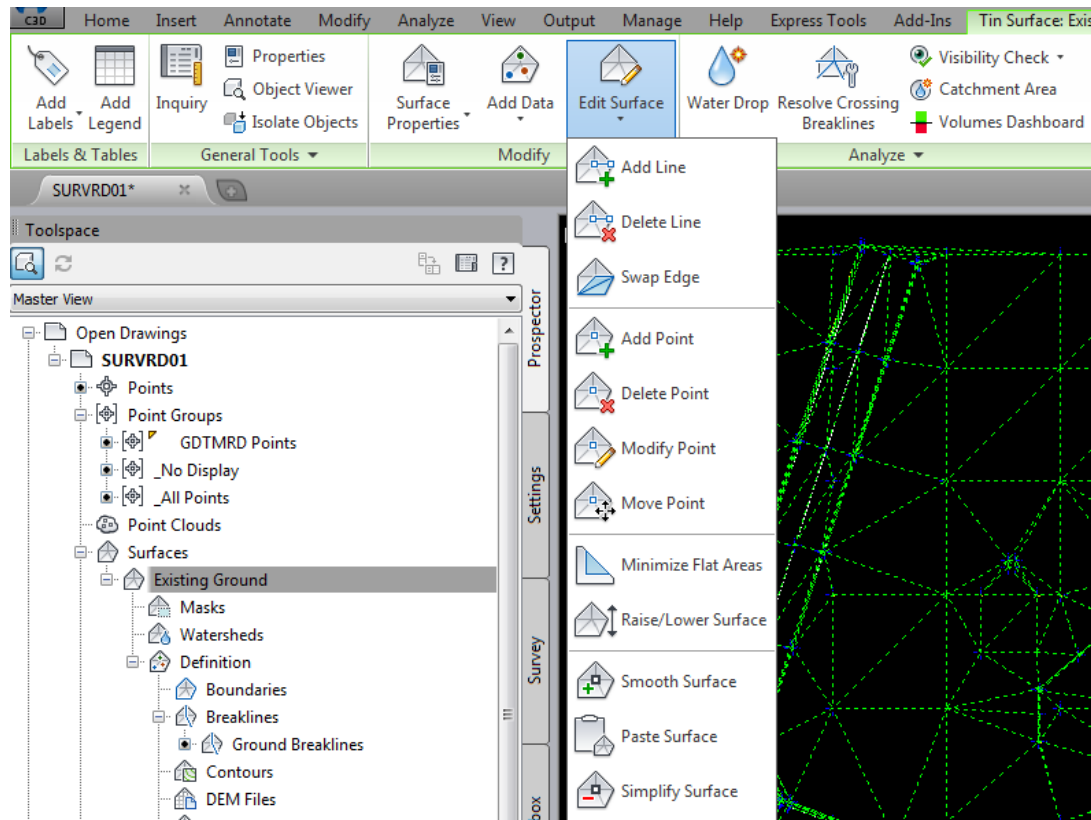 C3D Home Insert Annotate Modify Analyze View Output Manage Help Express Tools Add-Ins Tin Surface: Exis
Add Labels
Add Legend
Inquiry
Properties
Object Viewer
Isolate Objects
Surface Properties
Add Data
Edit Surface
Water Drop
Resolve Crossing Breaklines
Visibility Check
Catchment Area
Volumes Dashboard
Labels & Tables
General Tools
Modify
Analyze
SURVRD01*
Toolspace
Master View
Open Drawings
SURVRD01
Points
Point Groups
GDTMRD Points
_No Display
_All Points
Point Clouds
Surfaces
Existing Ground
Masks
Watersheds
Definition
Boundaries
Breaklines
Ground Breaklines
Contours
DEM Files
Prospector
Settings
Survey
box
Add Line
Delete Line
Swap Edge
Add Point
Delete Point
Modify Point
Move Point
Minimize Flat Areas
Raise/Lower Surface
Smooth Surface
Paste Surface
Simplify Surface